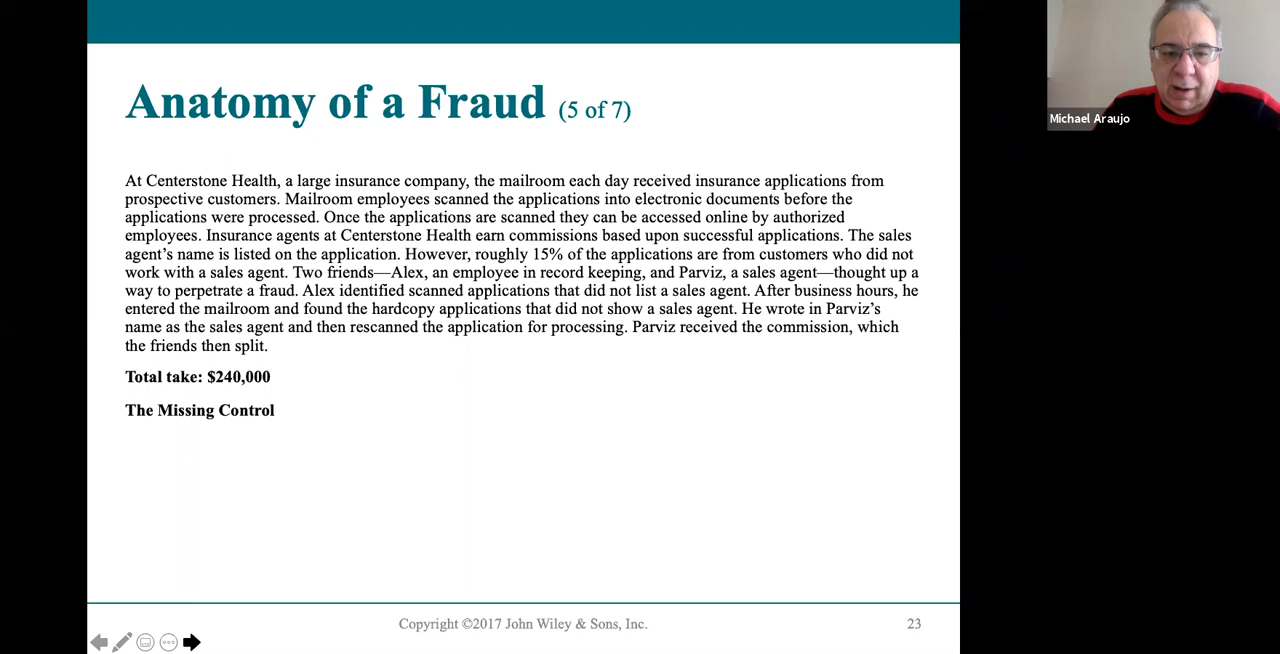 Anatomy of a Fraud (5 of 7)
Michael Araujo
At Centerstone Health, a large insurance company, the mailroom each day received insurance applications from
prospective customers. Mailroom employees scanned the applications into electronic documents before the
applications were processed. Once the applications are scanned they can be accessed online by authorized
employees. Insurance agents at Centerstone Health earn commissions based upon successful applications. The sales
agent’s name is listed on the application. However, roughly 15% of the applications are from customers who did not
work with a sales agent. Two friends—Alex, an employee in record keeping, and Parviz, a sales agent—thought up a
way to perpetrate a fraud. Alex identified scanned applications that did not list a sales agent. After business hours, he
entered the mailroom and found the hardcopy applications that did not show a sales agent. He wrote in Parviz’s
name as the sales agent and then rescanned the application for processing. Parviz received the commission, which
the friends then split.
Total take: $240,000
The Missing Control
Copyright ©2017 John Wiley & Sons, Inc.
23